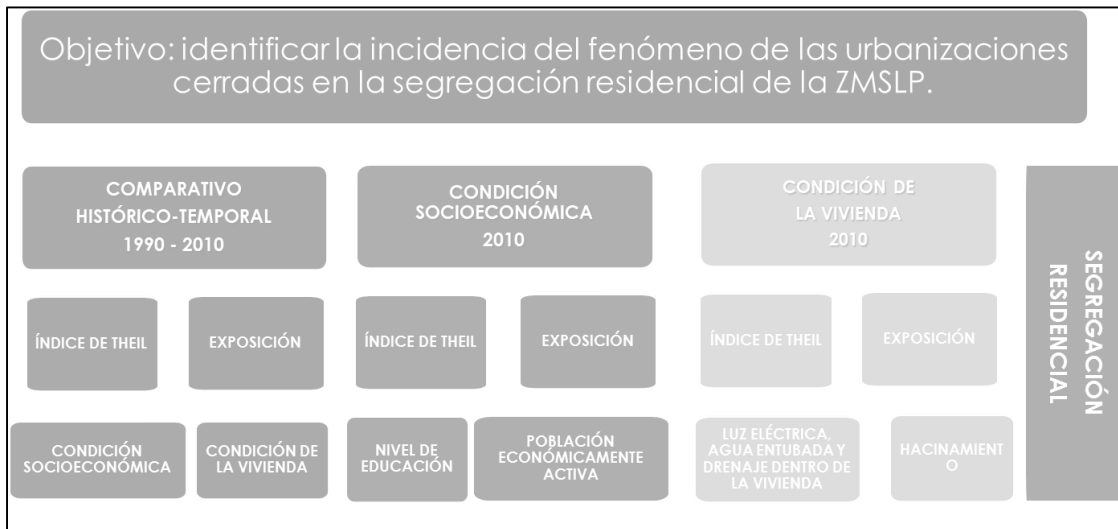 Objetivo: identificar la incidencia del fenómeno de las urbanizaciones
cerradas en la segregación residencial de la ZMSLP.
COMPARATIVO
HISTÓRICO-TEMPORAL
1990 - 2010
CONDICIÓN
SOCIOECONÓMICA
2010
CONDICIÓN DE
LA VIVIENDA
2010
SEGREGACIÓN
RESIDENCIAL
ÍNDICE DE THEIL
EXPOSICIÓN
ÍNDICE DE THEIL
EXPOSICIÓN
ÍNDICE DE THEIL
EXPOSICIÓN
CONDICIÓN
SOCIOECONÓMICA
CONDICIÓN DE
LA VIVIENDA
NIVEL DE
EDUCACIÓN
POBLACIÓN
ECONÓMICAMENTE
ACTIVA
LUZ ELÉCTRICA,
AGUA ENTUBADA Y
DRENAJE DENTRO DE
LA VIVIENDA
HACINAMIENT
O